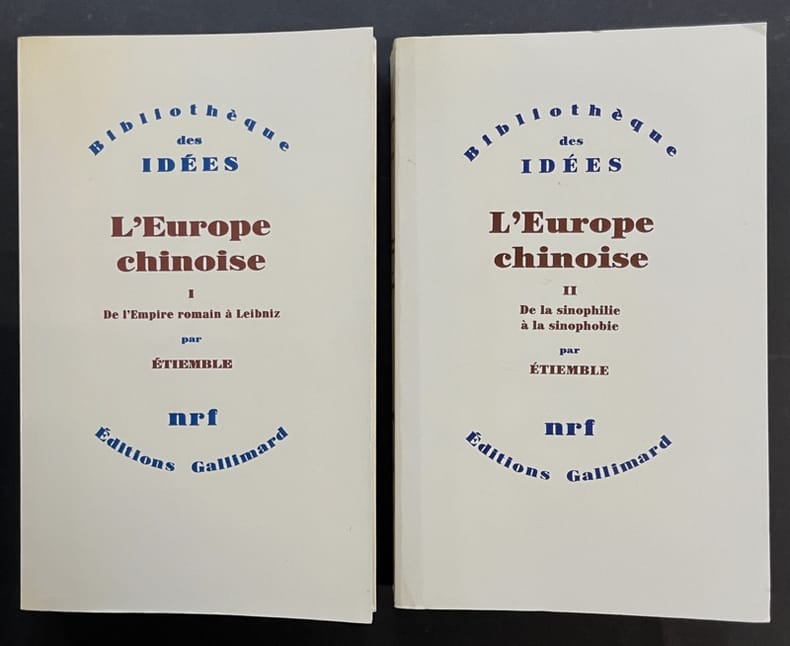 Bibliothèque
des
IDÉES
L'Europe
chinoise
I
De l'Empire romain à Leibniz
par
ÉTIEMBLE
nrf
Éditions Gallimard
Bibliothèque
des
IDÉES
L'Europe
chinoise
II
De la sinophilie
à la sinophobie
par
ÉTIEMBLE
nrf
Éditions Gallimard